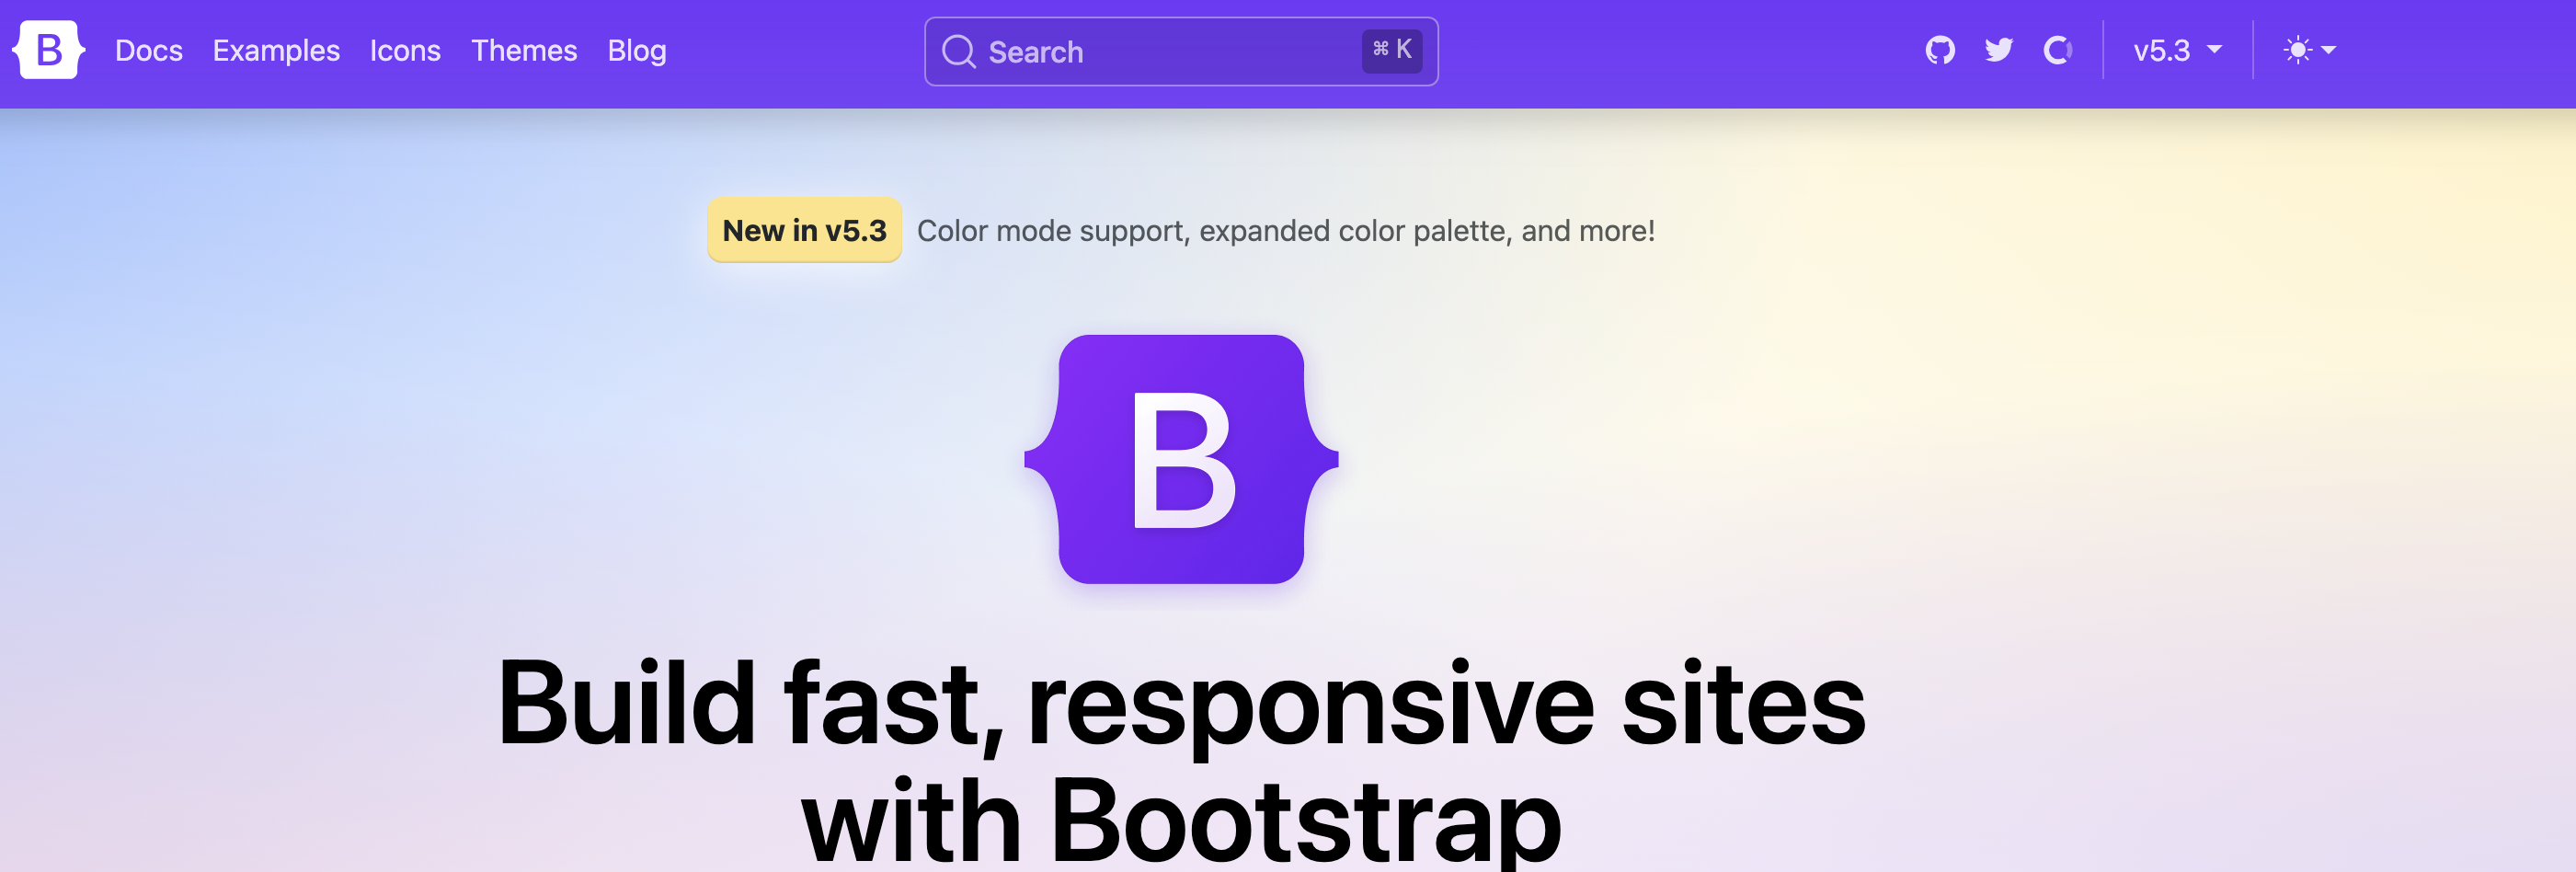 B Docs Examples Icons Themes Blog Search ⌘ K v5.3
New in v5.3 Color mode support, expanded color palette, and more!
B
Build fast, responsive sites
with Bootstrap